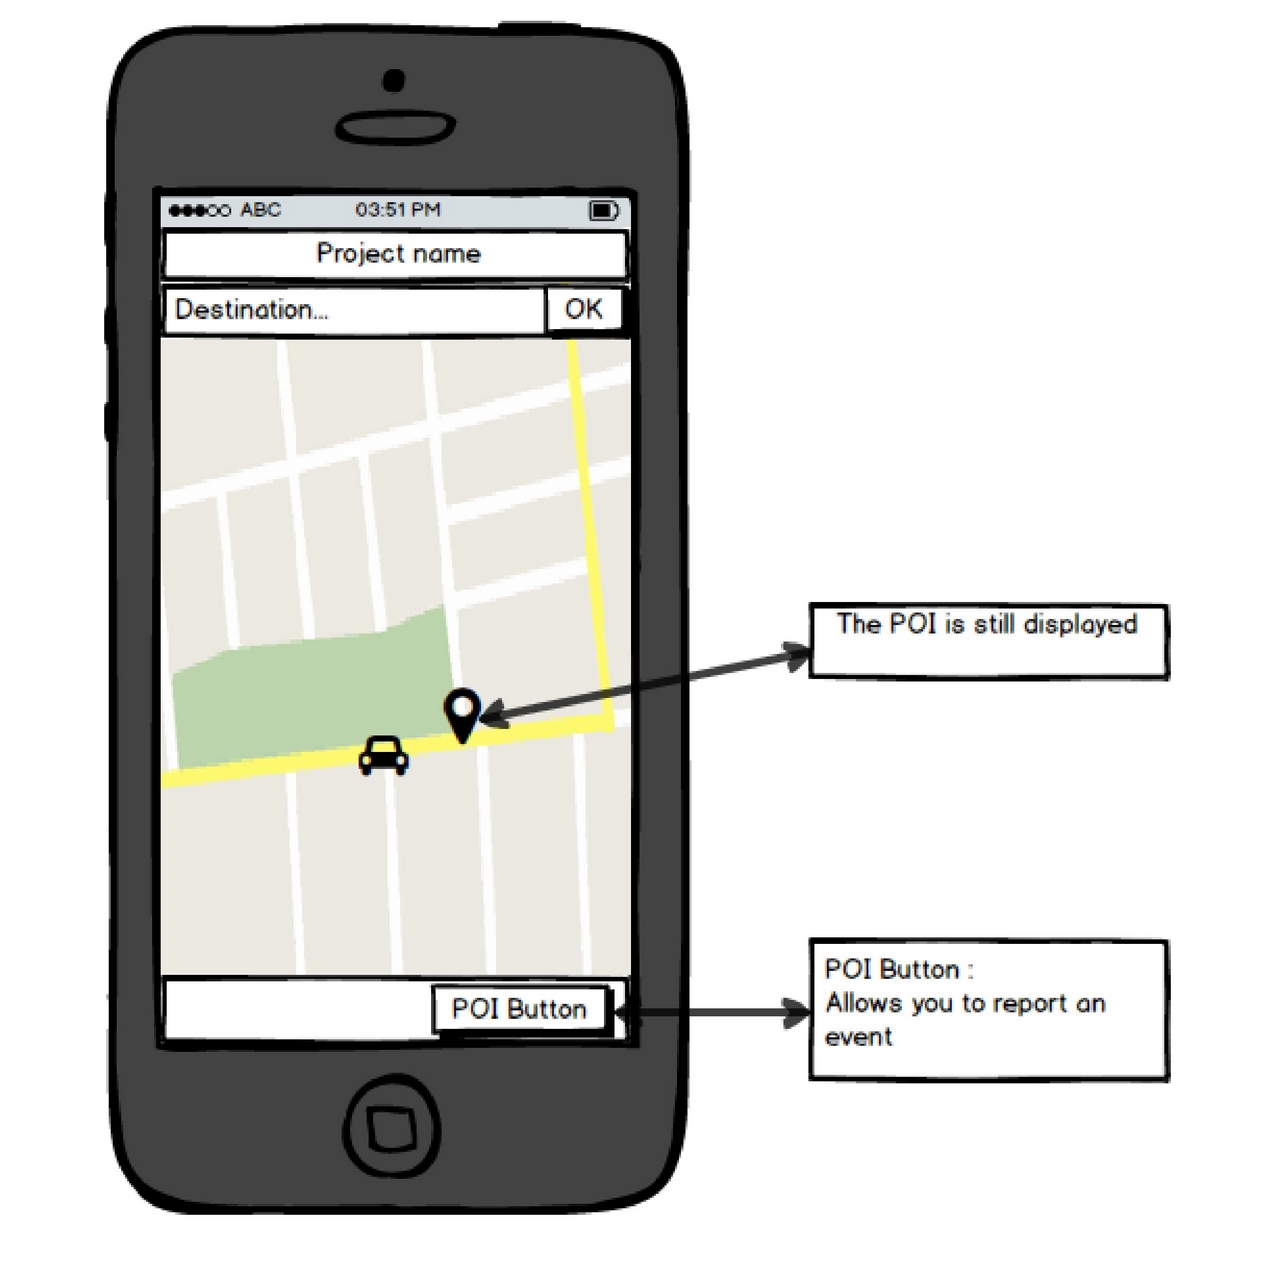 ABC 03:51 PM
Project name
Destination... OK
The POI is still displayed
POI Button
POI Button :
Allows you to report an
event